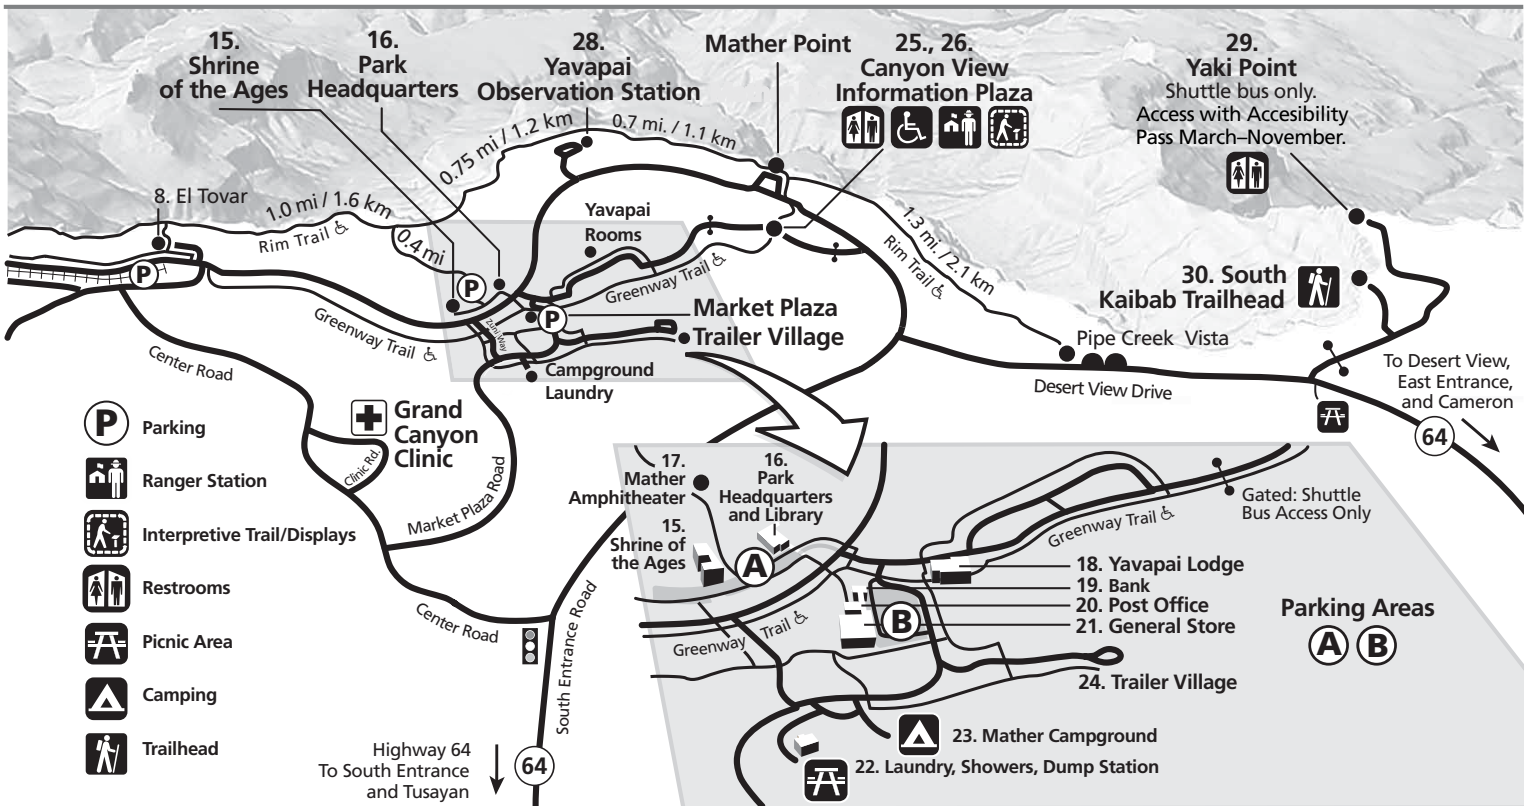 15.
Shrine
of the Ages
16.
Park
Headquarters
28.
Yavapai
Observation Station
Mather Point
25., 26.
Canyon View
Information Plaza
29.
Yaki Point
Shuttle bus only.
Access with Accesibility
Pass March–November.
0.75 mi / 1.2 km
0.7 mi. / 1.1 km
8. El Tovar
1.0 mi / 1.6 km
Rim Trail
0.4 mi
Yavapai
Rooms
Greenway Trail
1.3 mi. / 2.1 km
Rim Trail
30. South
Kaibab Trailhead
P
P
P
Market Plaza
Trailer Village
Zuni Way
Greenway Trail
Campground
Laundry
Pipe Creek Vista
Desert View Drive
To Desert View,
East Entrance,
and Cameron
64
Center Road
Grand
Canyon
Clinic
Clinic Rd.
Market Plaza Road
Center Road
South Entrance Road
Highway 64
To South Entrance
and Tusayan
64
P
Parking
Ranger Station
Interpretive Trail/Displays
Restrooms
Picnic Area
Camping
Trailhead
17.
Mather
Amphitheater
16.
Park
Headquarters
and Library
15.
Shrine of
the Ages
A
Greenway Trail
Greenway Trail
Gated: Shuttle
Bus Access Only
B
18. Yavapai Lodge
19. Bank
20. Post Office
21. General Store
24. Trailer Village
23. Mather Campground
22. Laundry, Showers, Dump Station
Parking Areas
A B